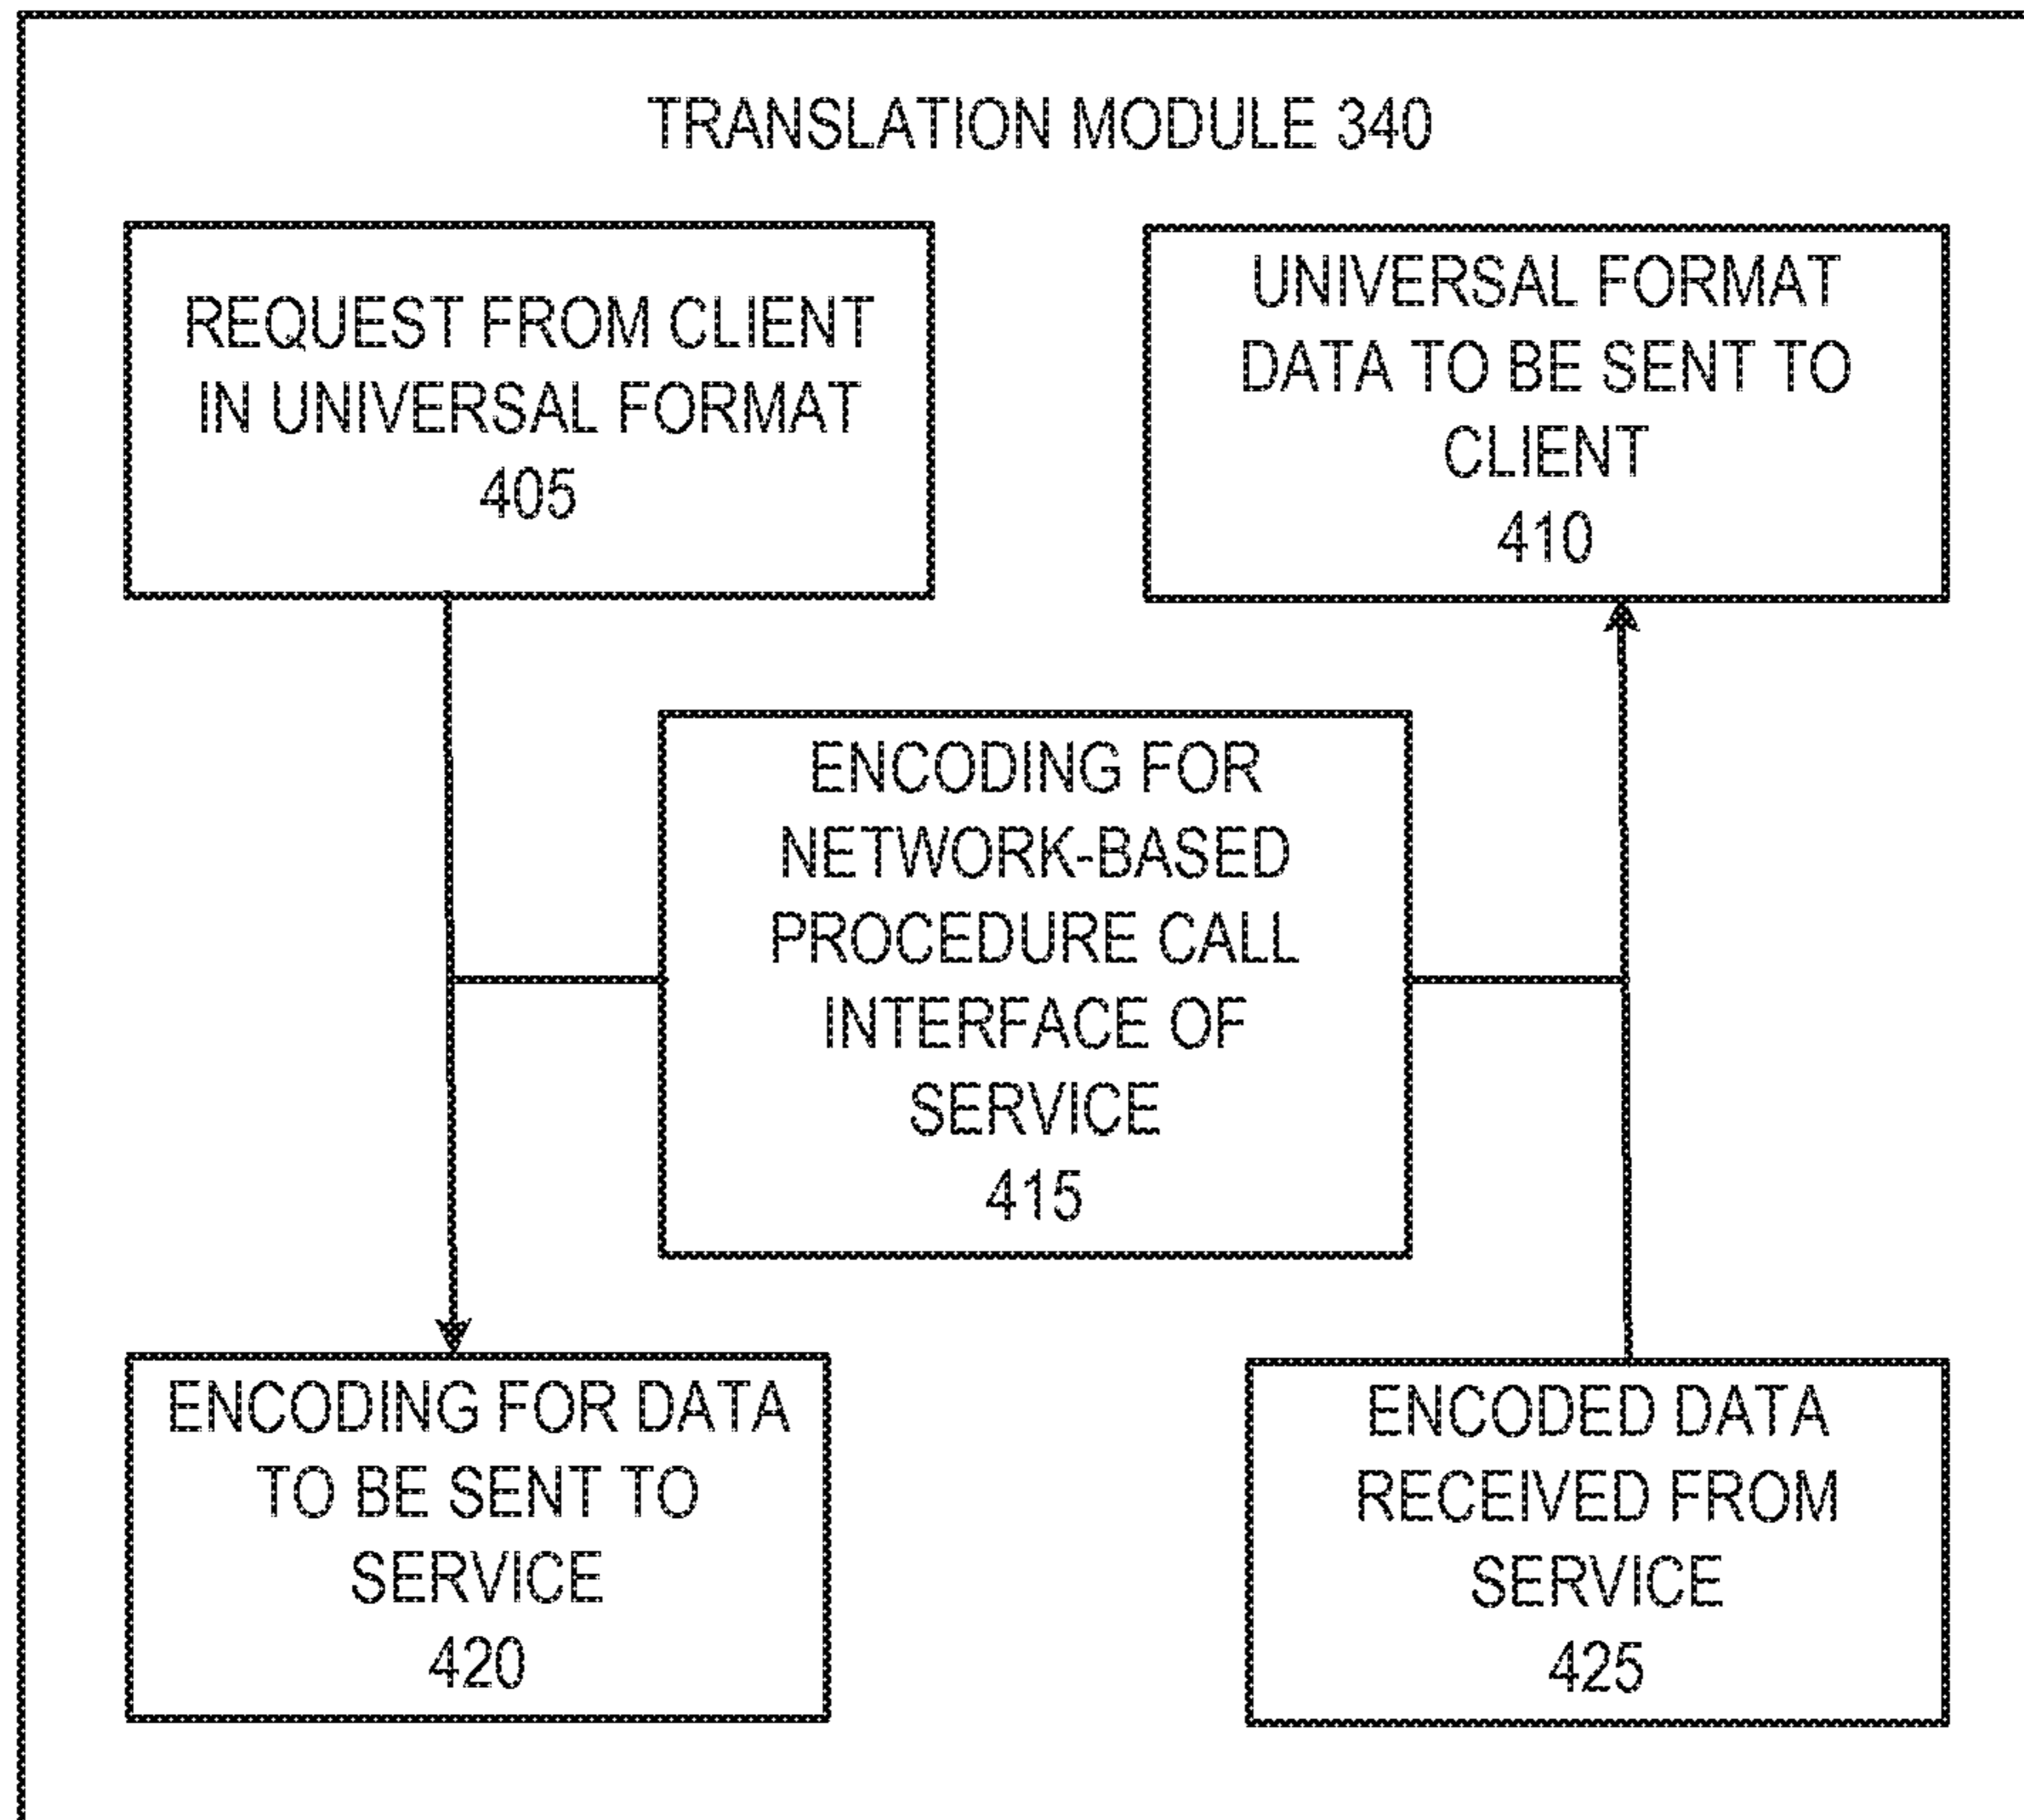 TRANSLATION MODULE 340
REQUEST FROM CLIENT
IN UNIVERSAL FORMAT
405
UNIVERSAL FORMAT
DATA TO BE SENT TO
CLIENT
410
ENCODING FOR
NETWORK-BASED
PROCEDURE CALL
INTERFACE OF
SERVICE
415
ENCODING FOR DATA
TO BE SENT TO
SERVICE
420
ENCODED DATA
RECEIVED FROM
SERVICE
425